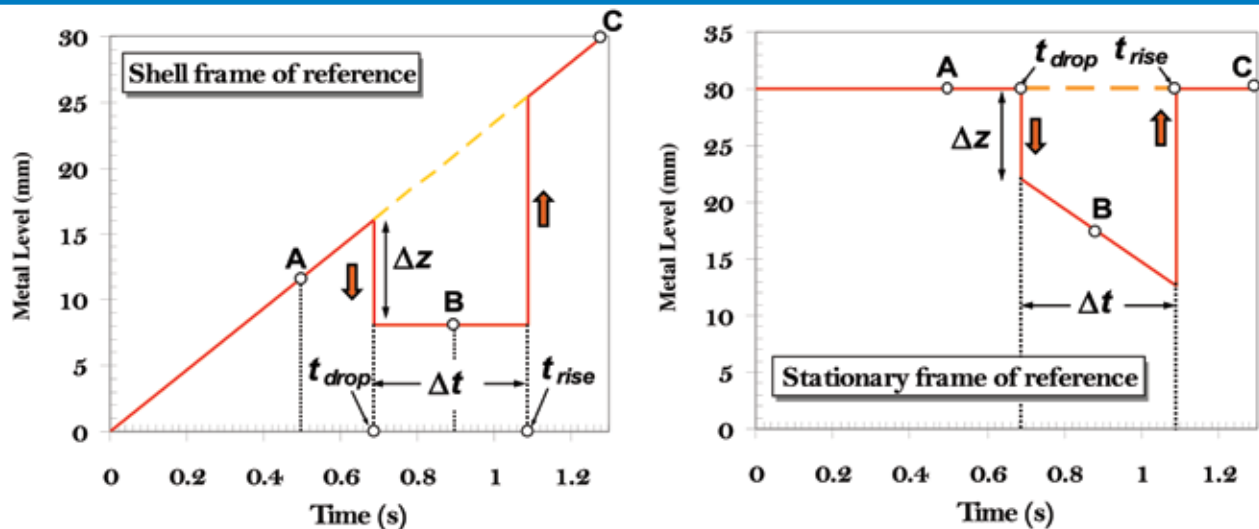 Shell frame of reference
Metal Level (mm)
30
25
20
15
10
5
0
A
B
C
Δz
Δt
t drop
t rise
0
0.2
0.4
0.6
0.8
1
1.2
Time (s)
Stationary frame of reference
Metal Level (mm)
35
30
25
20
15
10
5
0
A
B
C
t drop
t rise
Δz
Δt
0
0.2
0.4
0.6
0.8
1
1.2
Time (s)